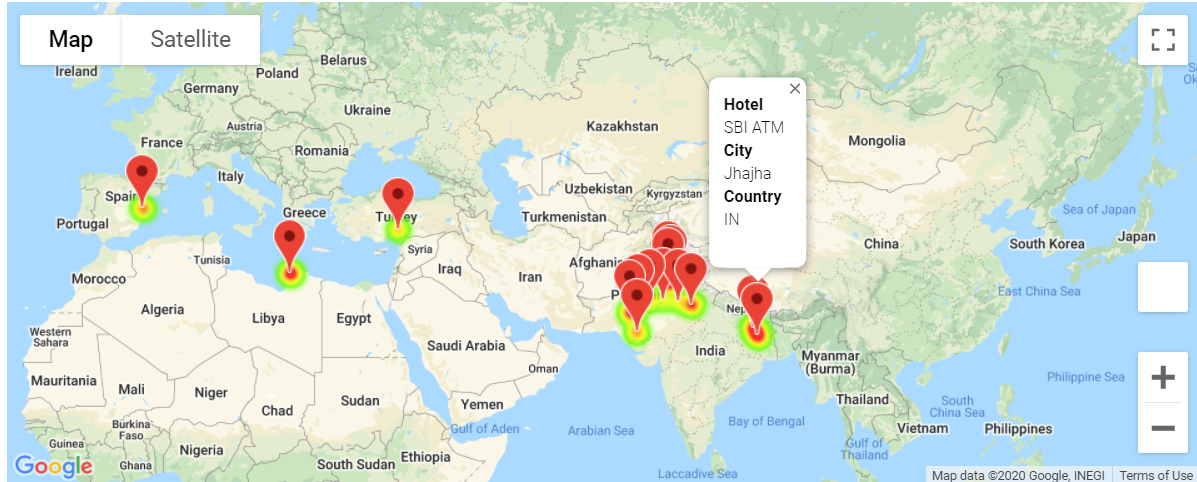 Map
Satellite
Ireland
Belarus
Poland
Germany
Ukraine
Austria
France
Romania
Kazakhstan
Mongolia
Italy
Spain
Portugal
Greece
Turkey
Uzbekistan
Kyrgyzstan
Turkmenistan
Hotel
SBI ATM
City
Jhajha
Country
IN
Sea of Japan
Japan
South Korea
China
Tunisia
Syria
Iraq
Iran
Morocco
Algeria
Libya
Egypt
East China Sea
Western
Sahara
Saudi Arabia
India
Oman
Myanmar
(Burma)
Mauritania
Mali
Niger
Chad
Sudan
Yemen
Thailand
Philippine Sea
South
China Sea
Burkina
Faso
Gulf of Aden
Arabian Sea
Bay of Bengal
Vietnam
Philippines
Guinea
Ghana
Nigeria
South Sudan
Ethiopia
Gulf of
Thailand
Laccadive Sea
Google
Map data ©2020 Google, INEGI
Terms of Use